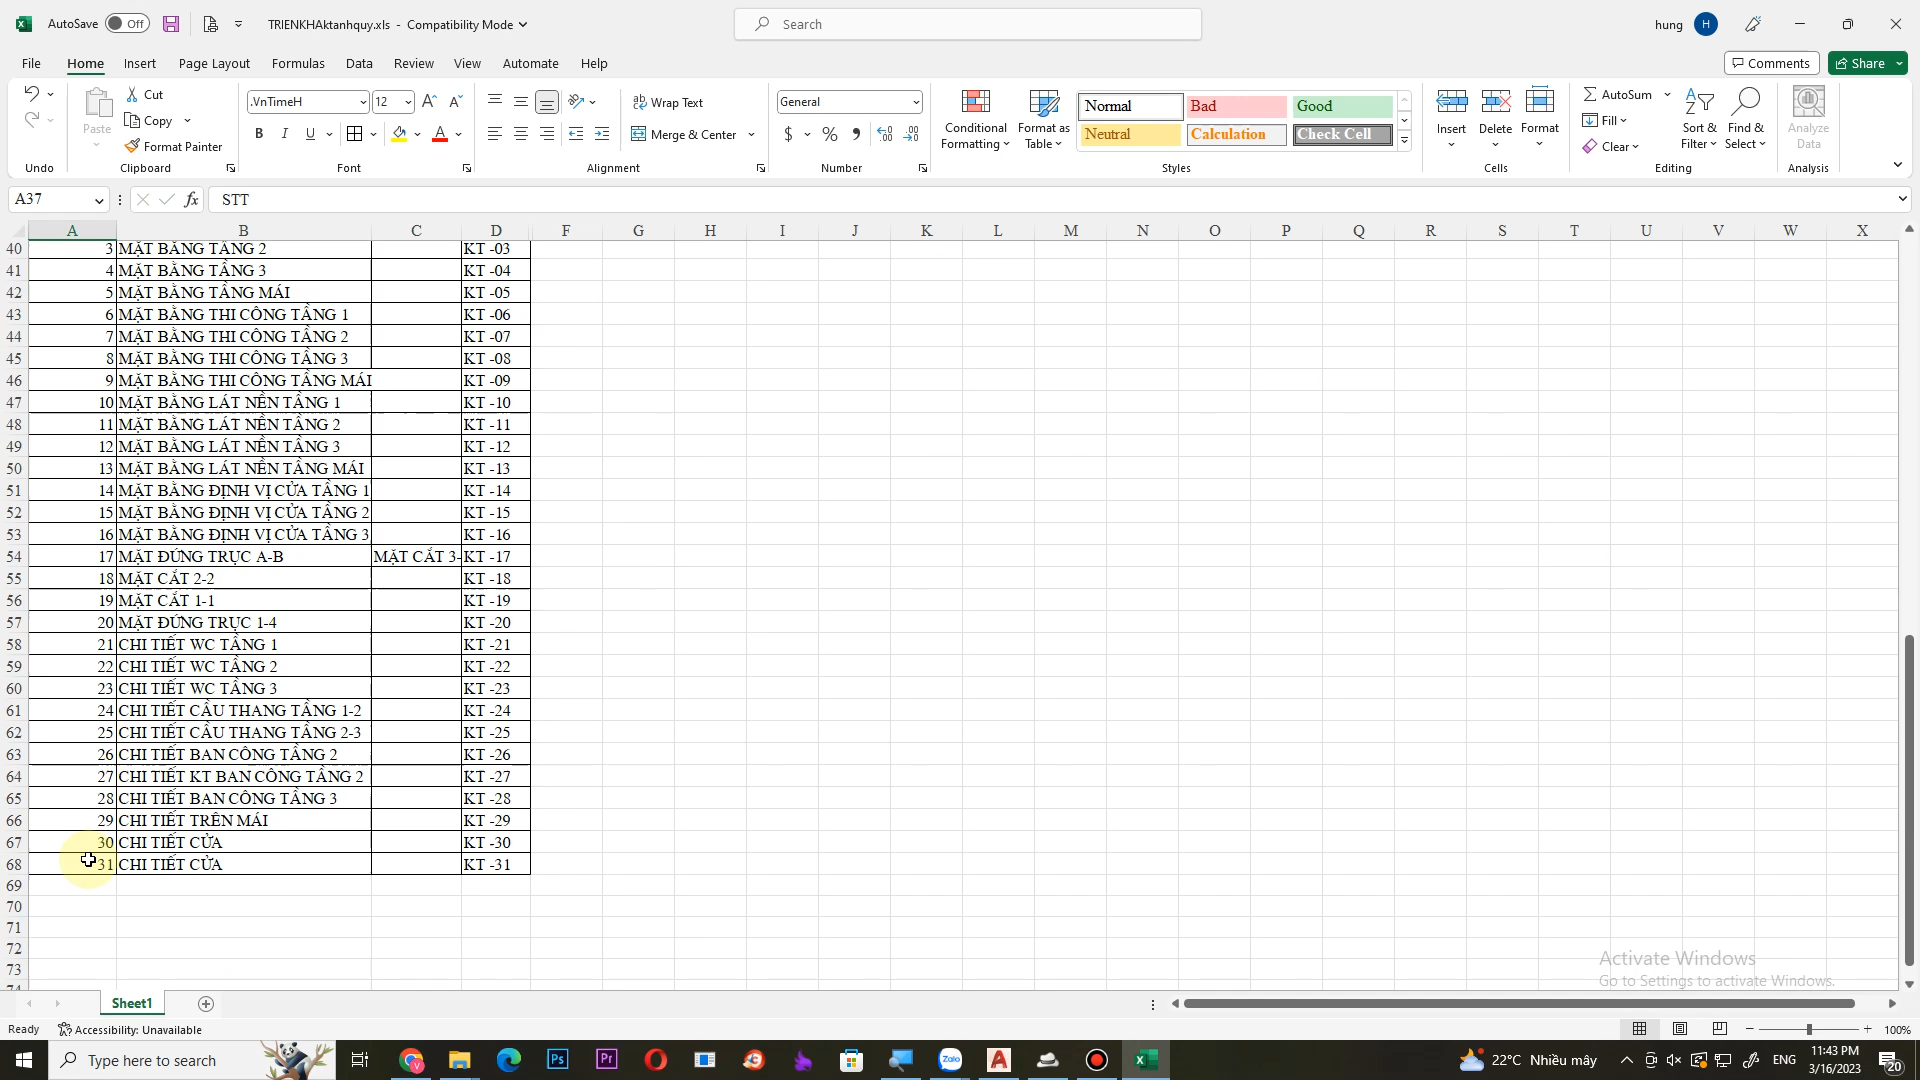 AutoSave Off TRIENKHAktanhquy.xls - Compatibility Mode Search hung H
File Home Insert Page Layout Formulas Data Review View Automate Help Comments Share
Cut
Copy
Format Painter
Paste
Undo Clipboard
.VnTimeH 12
B I U
Font
Wrap Text
Merge & Center
Alignment
General
$ %
Number
Conditional Formatting
Format as Table
Normal Bad Good
Neutral Calculation Check Cell
Styles
Insert Delete Format
Cells
AutoSum
Fill
Clear
Sort & Filter
Find & Select
Editing
Analyze Data
Analysis
A37 fx STT
A B C D F G H I J K L M N O P Q R S T U V W X
40 3 MẶT BẰNG TẦNG 2 KT -03
41 4 MẶT BẰNG TẦNG 3 KT -04
42 5 MẶT BẰNG TẦNG MÁI KT -05
43 6 MẶT BẰNG THI CÔNG TẦNG 1 KT -06
44 7 MẶT BẰNG THI CÔNG TẦNG 2 KT -07
45 8 MẶT BẰNG THI CÔNG TẦNG 3 KT -08
46 9 MẶT BẰNG THI CÔNG TẦNG MÁI KT -09
47 10 MẶT BẰNG LÁT NỀN TẦNG 1 KT -10
48 11 MẶT BẰNG LÁT NỀN TẦNG 2 KT -11
49 12 MẶT BẰNG LÁT NỀN TẦNG 3 KT -12
50 13 MẶT BẰNG LÁT NỀN TẦNG MÁI KT -13
51 14 MẶT BẰNG ĐỊNH VỊ CỬA TẦNG 1 KT -14
52 15 MẶT BẰNG ĐỊNH VỊ CỬA TẦNG 2 KT -15
53 16 MẶT BẰNG ĐỊNH VỊ CỬA TẦNG 3 KT -16
54 17 MẶT ĐỨNG TRỤC A-B MẶT CẮT 3- KT -17
55 18 MẶT CẮT 2-2 KT -18
56 19 MẶT CẮT 1-1 KT -19
57 20 MẶT ĐỨNG TRỤC 1-4 KT -20
58 21 CHI TIẾT WC TẦNG 1 KT -21
59 22 CHI TIẾT WC TẦNG 2 KT -22
60 23 CHI TIẾT WC TẦNG 3 KT -23
61 24 CHI TIẾT CẦU THANG TẦNG 1-2 KT -24
62 25 CHI TIẾT CẦU THANG TẦNG 2-3 KT -25
63 26 CHI TIẾT BAN CÔNG TẦNG 2 KT -26
64 27 CHI TIẾT KT BAN CÔNG TẦNG 2 KT -27
65 28 CHI TIẾT BAN CÔNG TẦNG 3 KT -28
66 29 CHI TIẾT TRÊN MÁI KT -29
67 30 CHI TIẾT CỬA KT -30
68 31 CHI TIẾT CỬA KT -31
69
70
71
72
73
74
Activate Windows
Go to Settings to activate Windows.
Sheet1
Ready Accessibility: Unavailable 100%
Type here to search 22°C Nhiều mây ENG 11:43 PM
3/16/2023 20